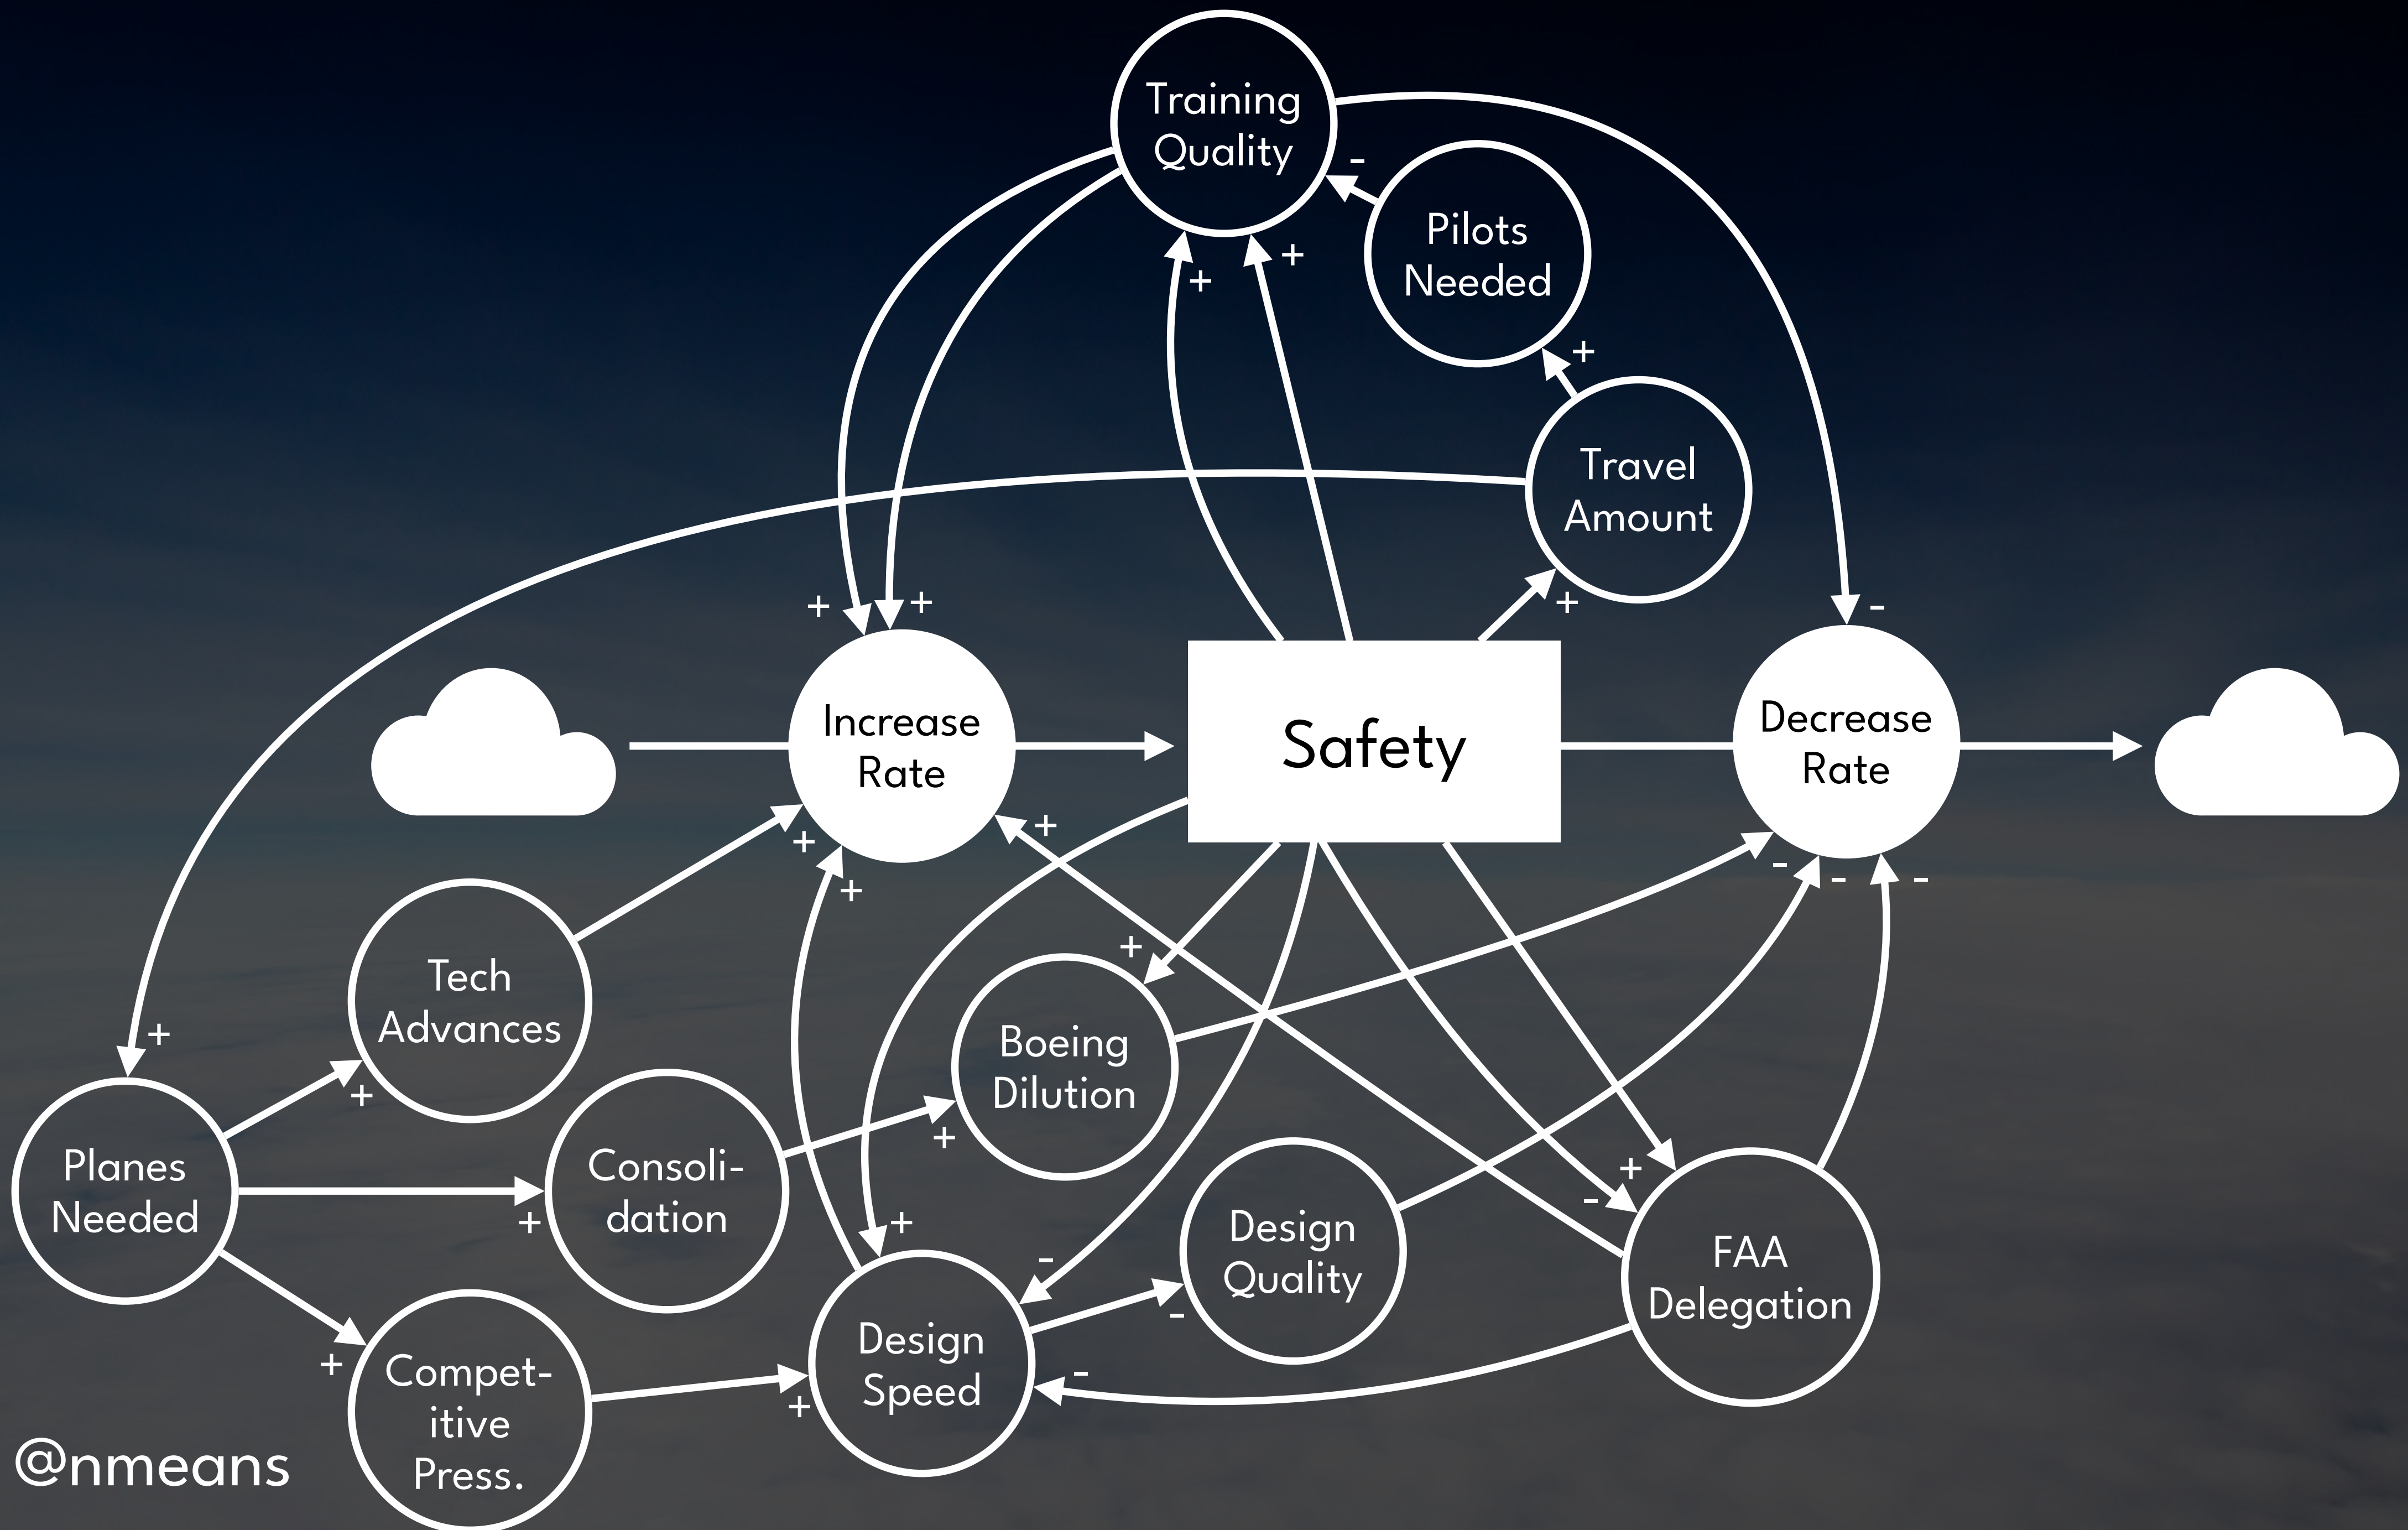 Training
Quality
-
Pilots
Needed
+
+
+
Travel
Amount
+
+
+
-
Increase
Rate
Safety
Decrease
Rate
+
+
+
-
-
-
+
Tech
Advances
+
+
Boeing
Dilution
+
+
Planes
Needed
Consoli-
dation
+
+
-
+
-
Design
Quality
-
FAA
Delegation
+
Compet-
itive
Press.
+
Design
Speed
-
@nmeans